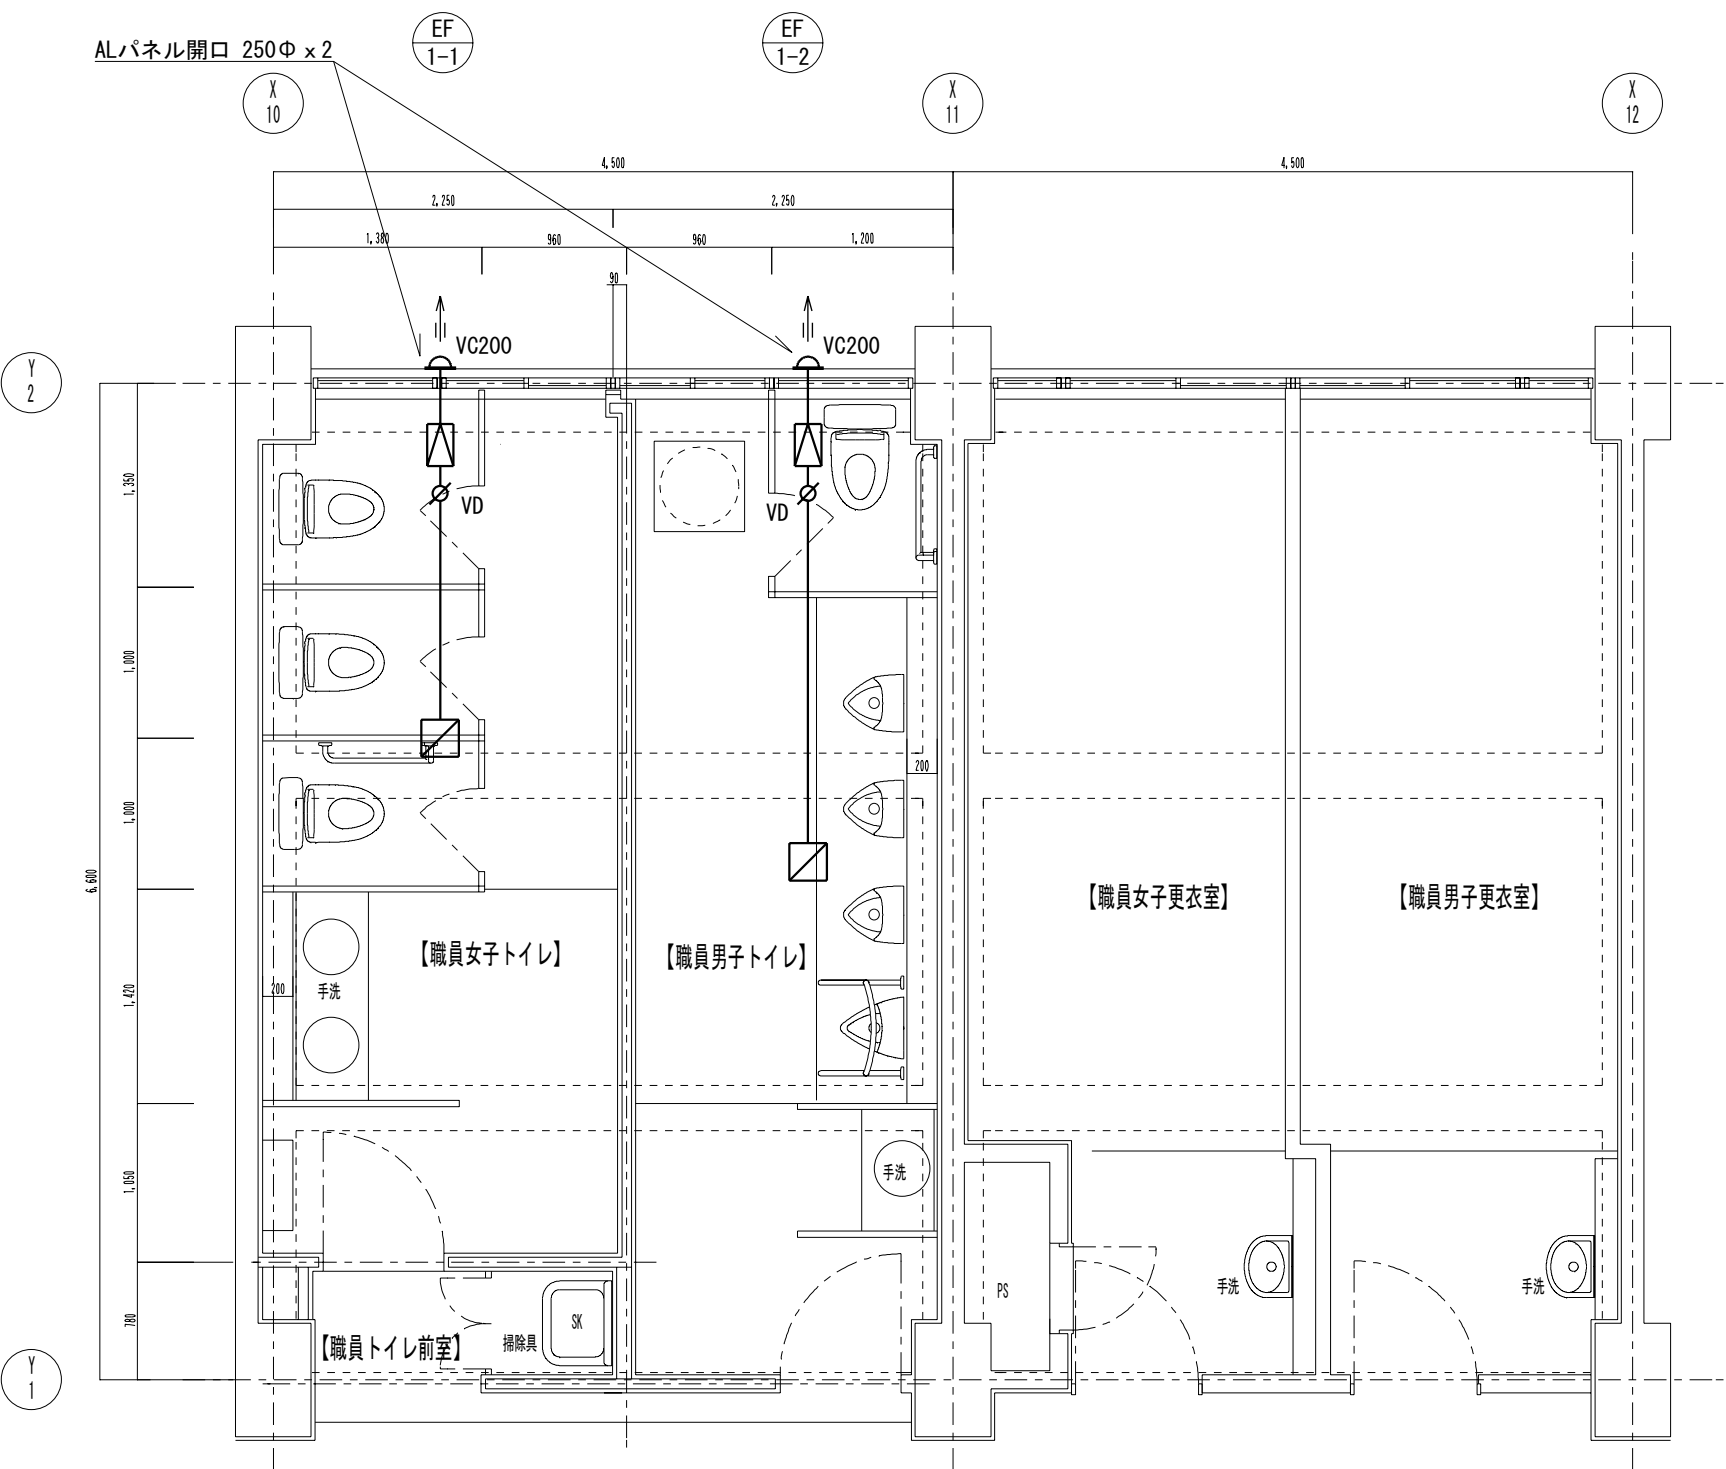 EF
1-1
EF
1-2
ALパネル開口 250Φ x2
X
10
X
11
X
12
4,500
4,500
2,250
2,250
1,380
960
960
1,200
90
VC200
VC200
Y
2
1,350
VD
VD
1,000
200
1,000
6,600
【職員女子更衣室】
【職員男子更衣室】
【職員女子トイレ】
【職員男子トイレ】
200
手洗
1,420
手洗
1,050
PS
手洗
手洗
780
SK
掃除具
【職員トイレ前室】
Y
1